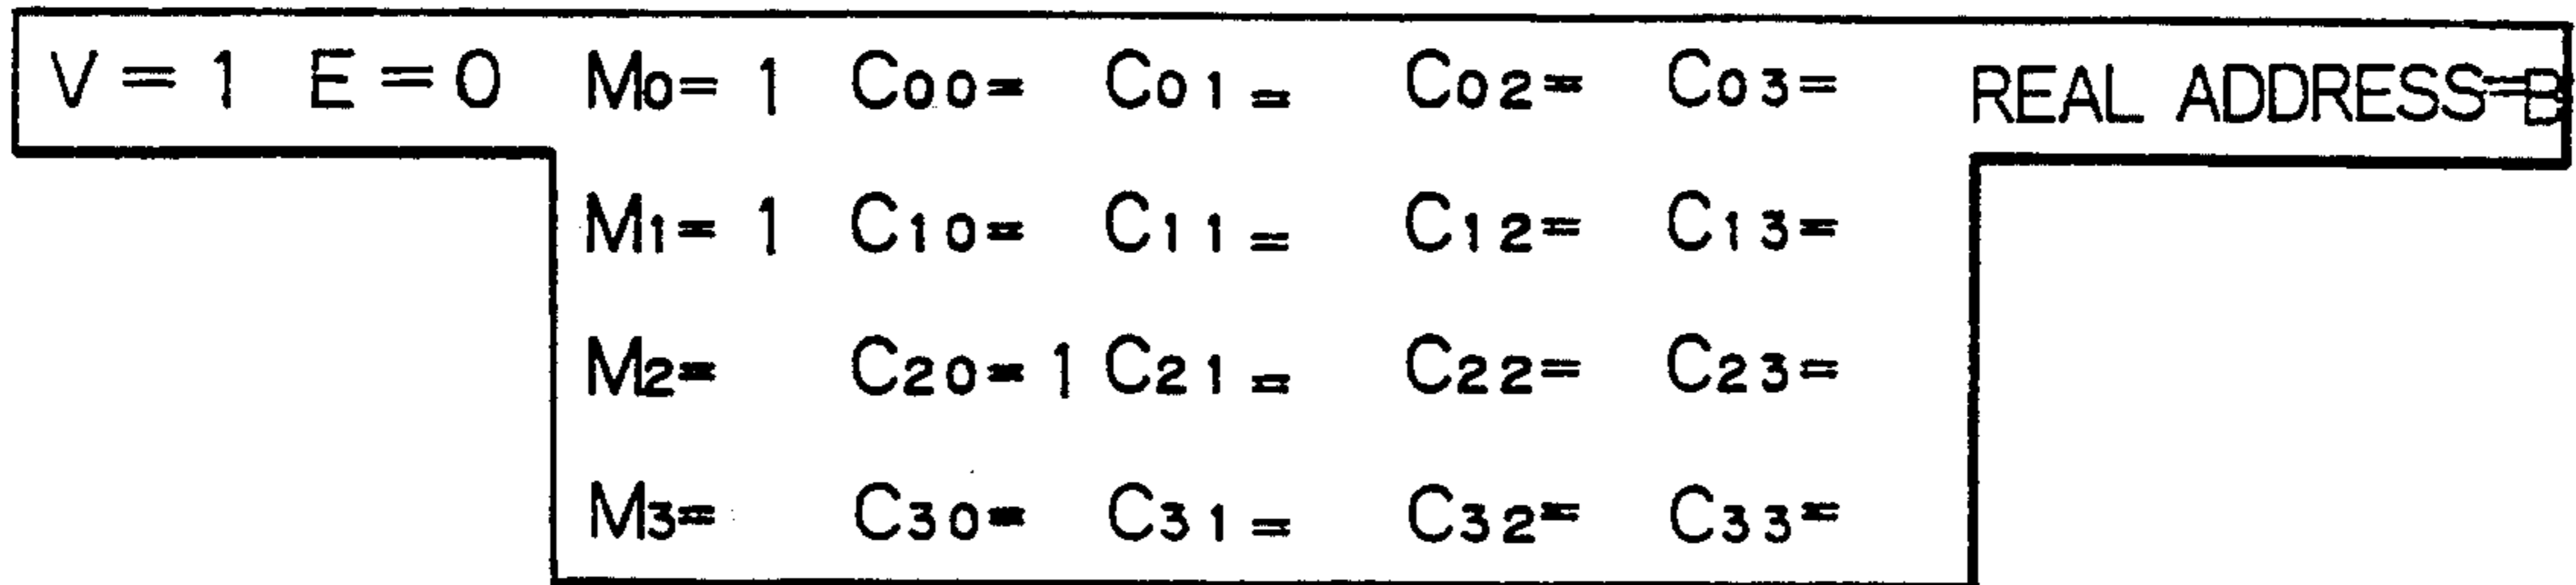 V = 1 E = 0 M0= 1 C00= C01= C02= C03= REAL ADDRESS=B
M1= 1 C10= C11= C12= C13=
M2= C20= 1 C21= C22= C23=
M3= C30= C31= C32= C33=